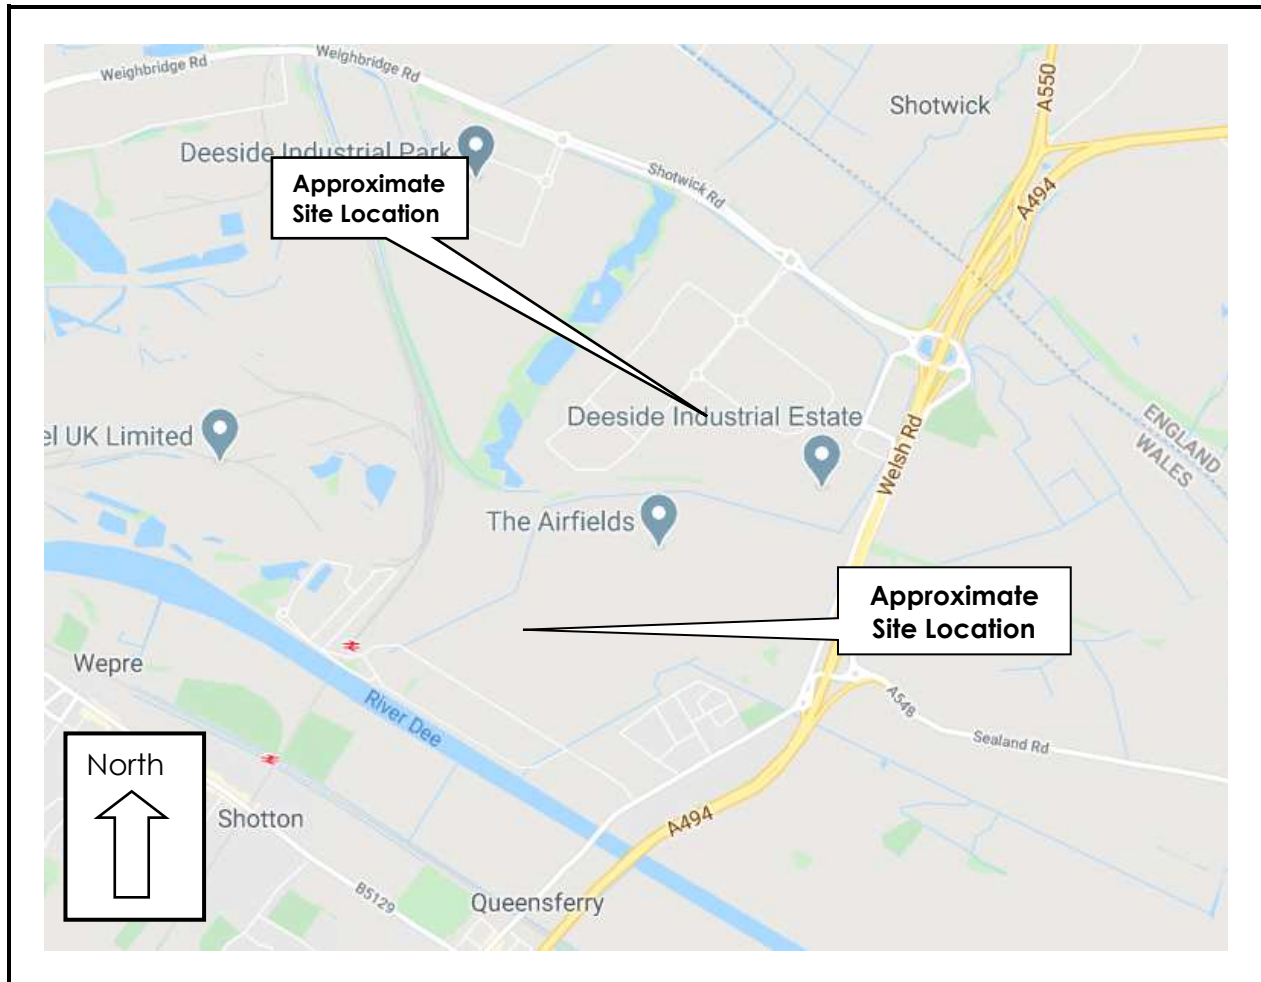 Weighbridge Rd
Weighbridge Rd
A550
Shotwick
Deeside Industrial Park
Approximate
Site Location
Shotwick Rd
A494
Deeside Industrial Estate
el UK Limited
Welsh Rd
ENGLAND
WALES
The Airfields
Approximate
Site Location
Wepre
River Dee
A548
Sealand Rd
North
Shotton
A494
B5129
Queensferry